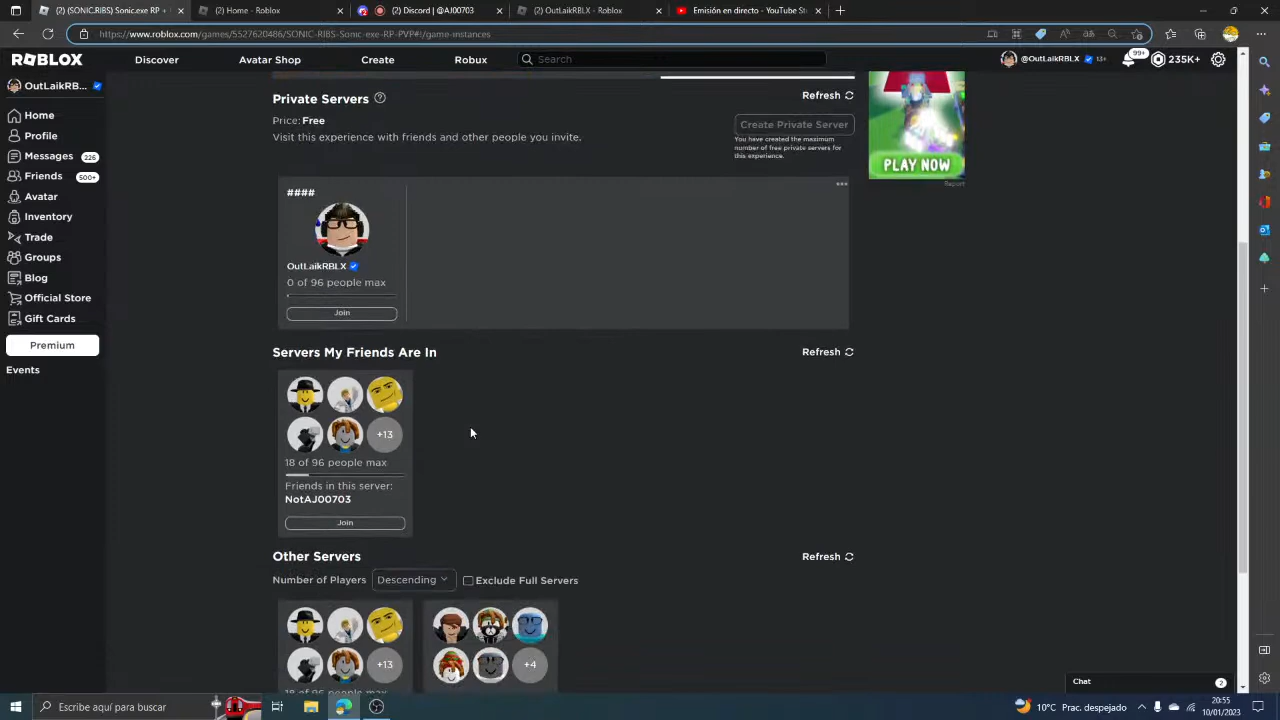 (SONIC.RIBS) Sonic.exe RP +
Home - Roblox
(2) Discord | @AJ00703
(2) OutLaikRBLX - Roblox
Emisión en directo - YouTube St
https://www.roblox.com/games/5527620486/SONIC-RIBS-Sonic-exe-RP-PVP#!/game-instances
ROBLOX
Discover
Avatar Shop
Create
Robux
Search
@OutLaikRBLX
13+
99+
235K+
OutLaikRB...
Home
Profile
Messages 226
Friends 500+
Avatar
Inventory
Trade
Groups
Blog
Official Store
Gift Cards
Premium
Events
Private Servers
Refresh
Price: Free
Visit this experience with friends and other people you invite.
Create Private Server
You have created the maximum
number of free private servers for
this experience.
PLAY NOW
Report
####
OutLaikRBLX
0 of 96 people max
Join
Servers My Friends Are In
Refresh
+13
18 of 96 people max
Friends in this server:
NotAJ00703
Join
Other Servers
Refresh
Number of Players
Descending
Exclude Full Servers
+13
+4
18 of 96 people max
Chat
2
Escribe aquí para buscar
10°C Prac. despejado
20:55
10/01/2023